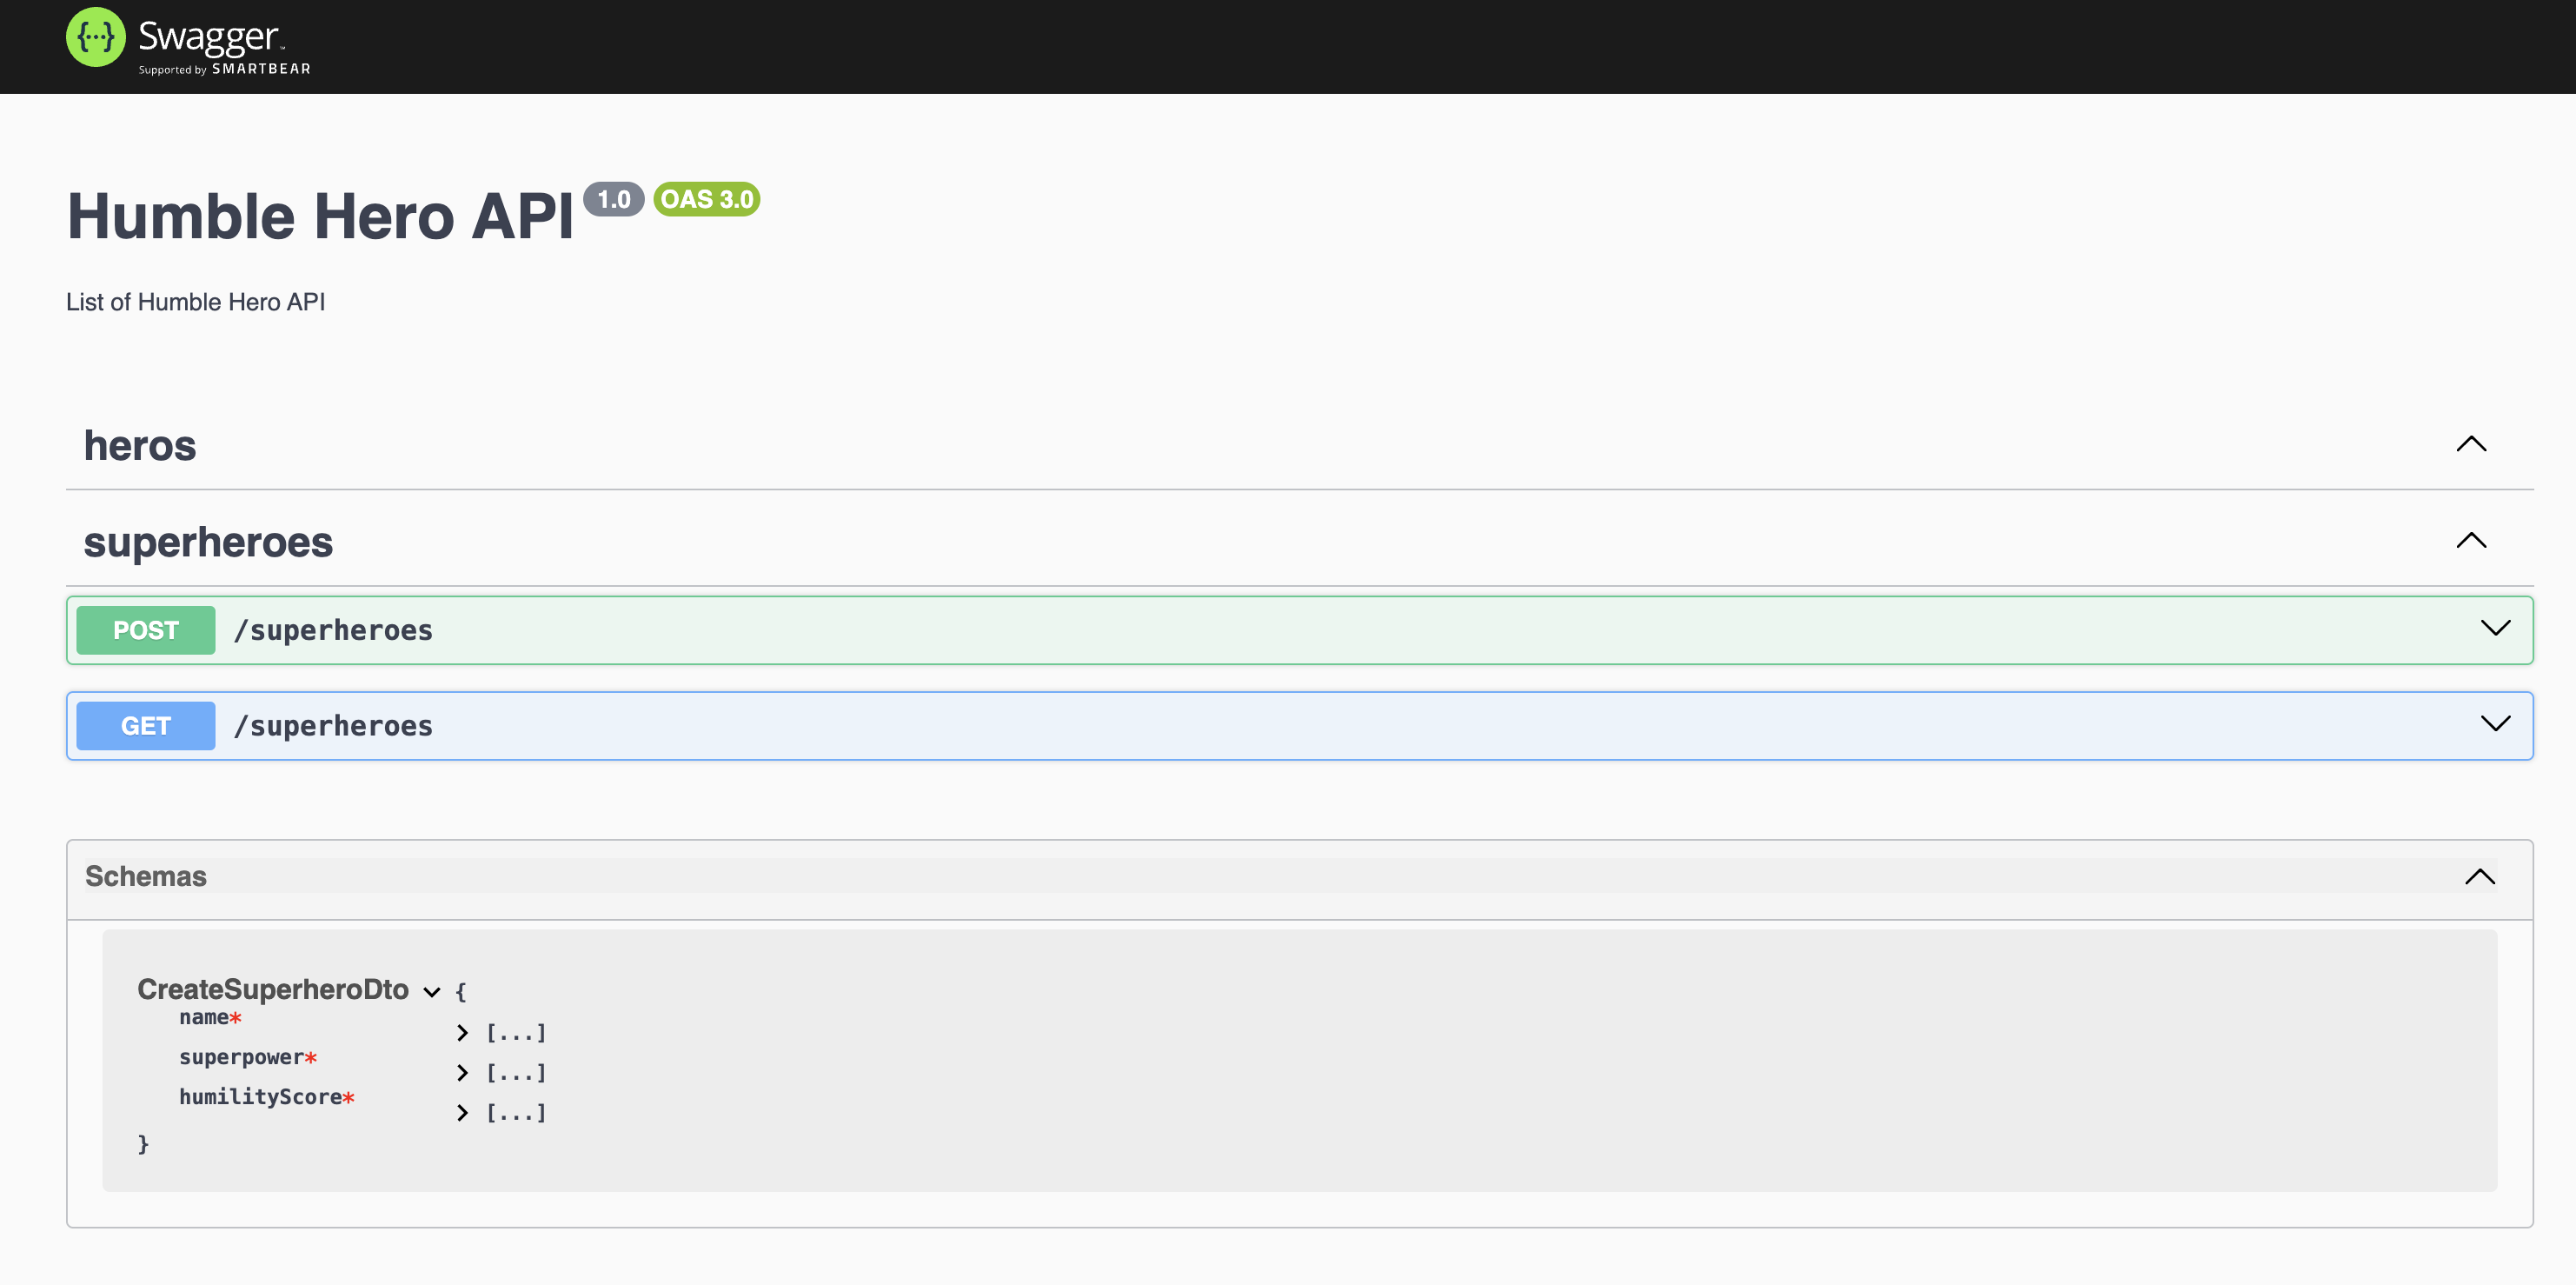 {···} Swagger™
Supported by SMARTBEAR
Humble Hero API 1.0 OAS 3.0
List of Humble Hero API
heros
superheroes
POST /superheroes
GET /superheroes
Schemas
CreateSuperheroDto {
name* [...]
superpower* [...]
humilityScore* [...]
}